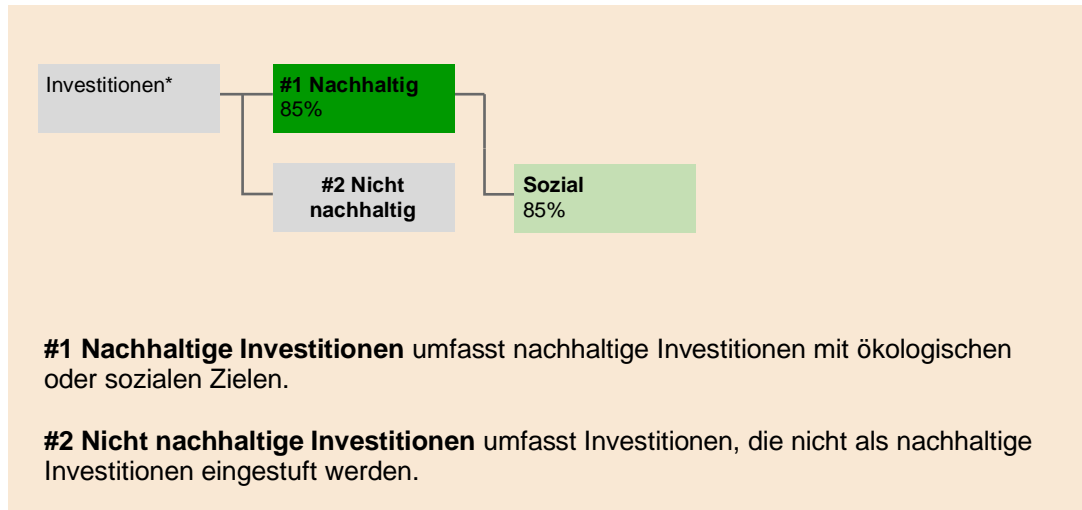 Investitionen*
#1 Nachhaltig
85%
#2 Nicht
nachhaltig
Sozial
85%
#1 Nachhaltige Investitionen umfasst nachhaltige Investitionen mit ökologischen
oder sozialen Zielen.
#2 Nicht nachhaltige Investitionen umfasst Investitionen, die nicht als nachhaltige
Investitionen eingestuft werden.